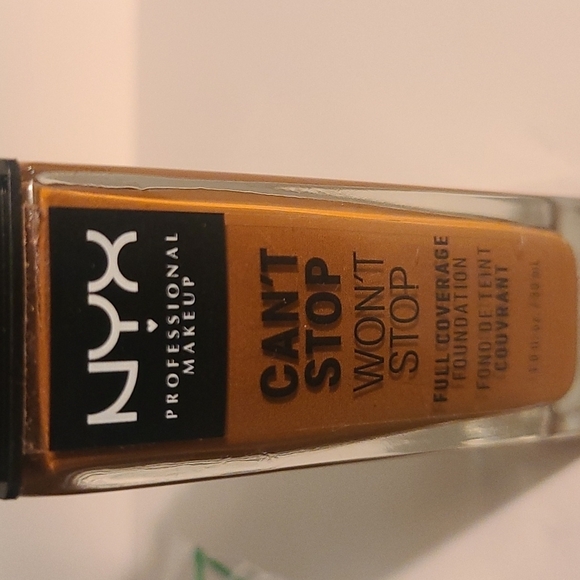 NYX
PROFESSIONAL
MAKEUP
CAN'T
STOP
WON'T
STOP
FULL COVERAGE
FOUNDATION
FOND DE TEINT
COUVRANT